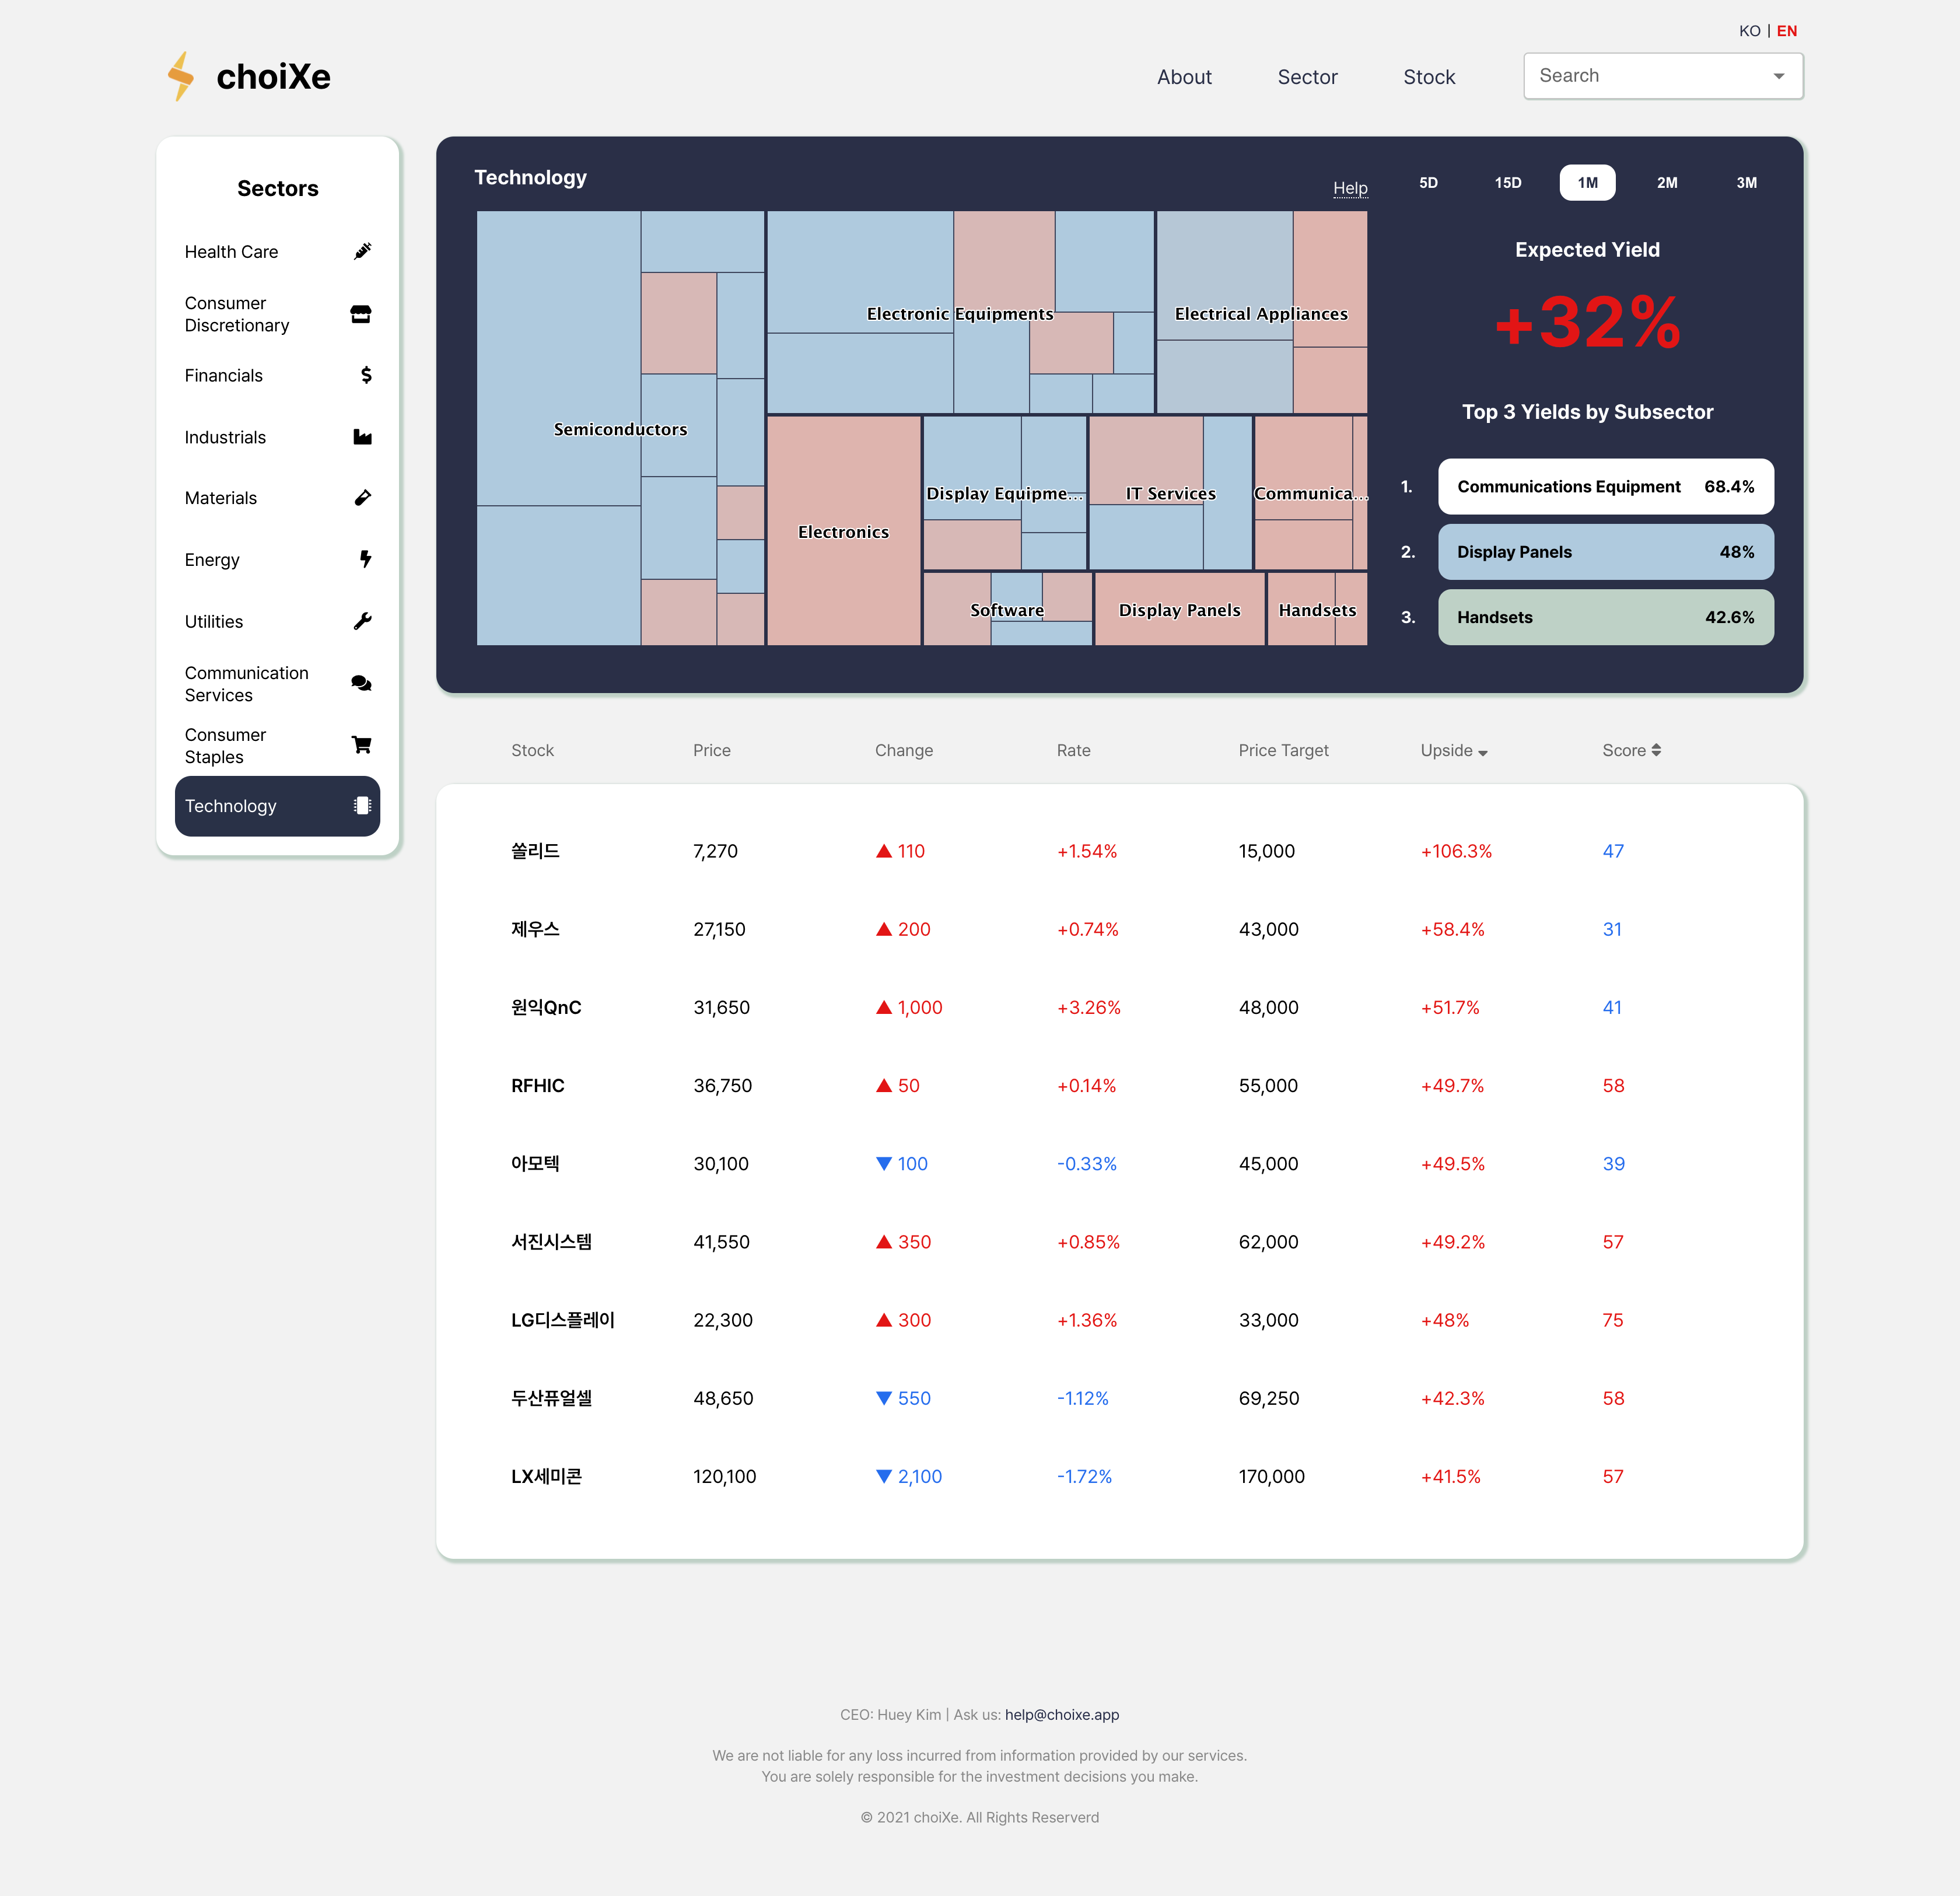 KO | EN
choiXe
About
Sector
Stock
Search
Sectors
Health Care
Consumer
Discretionary
Financials
Industrials
Materials
Energy
Utilities
Communication
Services
Consumer
Staples
Technology
Technology
Help
Semiconductors
Electronic Equipments
Electrical Appliances
Electronics
Display Equipme...
IT Services
Communica...
Software
Display Panels
Handsets
5D 15D 1M 2M 3M
Expected Yield
+32%
Top 3 Yields by Subsector
1. Communications Equipment 68.4%
2. Display Panels 48%
3. Handsets 42.6%
Stock Price Change Rate Price Target Upside Score
쏠리드 7,270 ▲ 110 +1.54% 15,000 +106.3% 47
제우스 27,150 ▲ 200 +0.74% 43,000 +58.4% 31
원익QnC 31,650 ▲ 1,000 +3.26% 48,000 +51.7% 41
RFHIC 36,750 ▲ 50 +0.14% 55,000 +49.7% 58
아모텍 30,100 ▼ 100 -0.33% 45,000 +49.5% 39
서진시스템 41,550 ▲ 350 +0.85% 62,000 +49.2% 57
LG디스플레이 22,300 ▲ 300 +1.36% 33,000 +48% 75
두산퓨얼셀 48,650 ▼ 550 -1.12% 69,250 +42.3% 58
LX세미콘 120,100 ▼ 2,100 -1.72% 170,000 +41.5% 57
CEO: Huey Kim | Ask us: help@choixe.app
We are not liable for any loss incurred from information provided by our services.
You are solely responsible for the investment decisions you make.
© 2021 choiXe. All Rights Reserverd